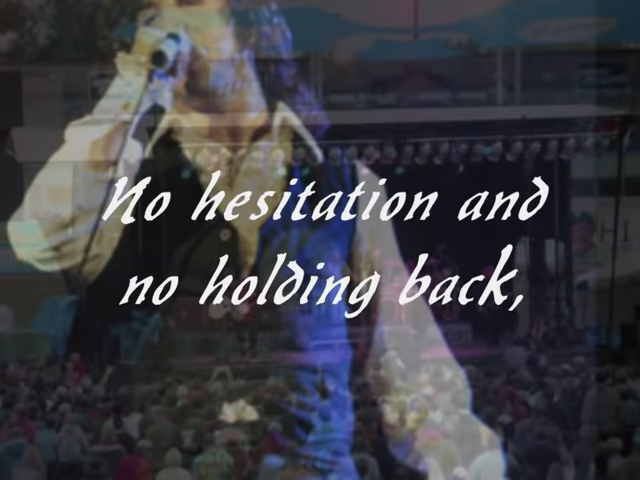 No hesitation and
no holding back,